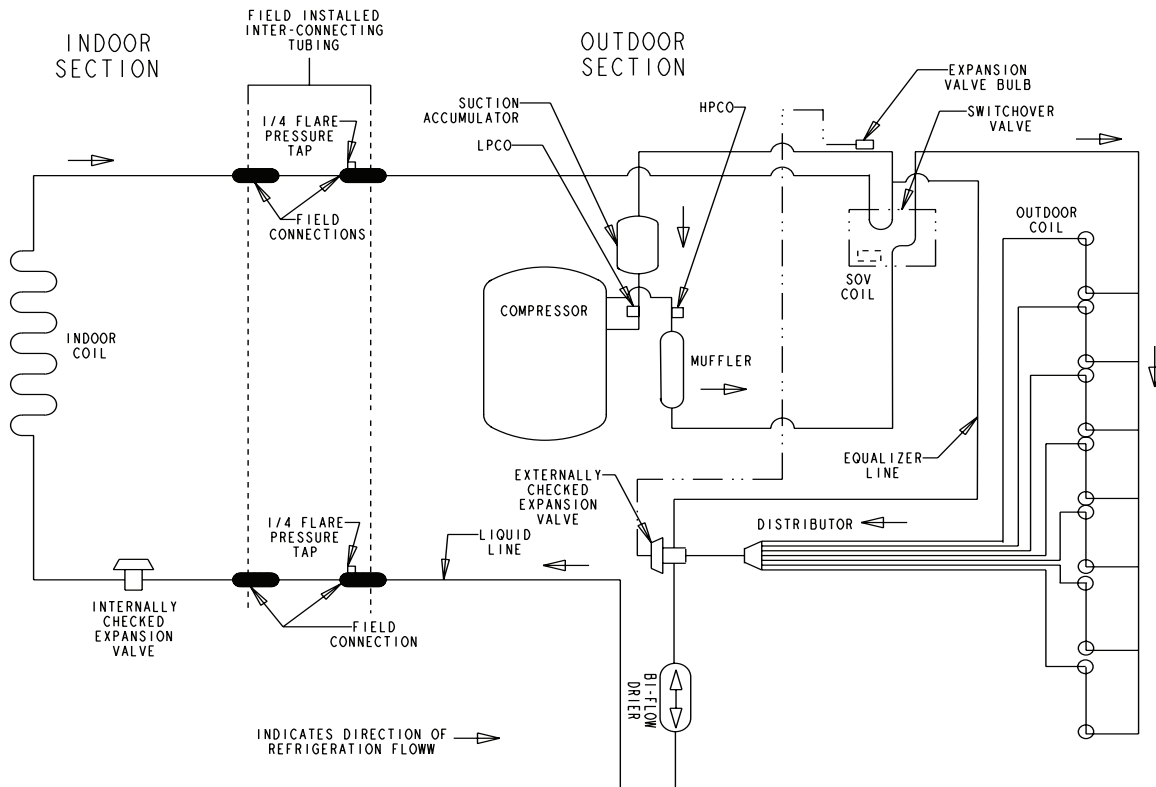 INDOOR
SECTION
FIELD INSTALLED
INTER-CONNECTING
TUBING
OUTDOOR
SECTION
1/4 FLARE
PRESSURE
TAP
SUCTION
ACCUMULATOR
LPCO
HPCO
EXPANSION
VALVE BULB
SWITCHOVER
VALVE
FIELD
CONNECTIONS
OUTDOOR
COIL
SOV
COIL
COMPRESSOR
INDOOR
COIL
MUFFLER
EQUALIZER
LINE
EXTERNALLY
CHECKED
EXPANSION
VALVE
1/4 FLARE
PRESSURE
TAP
LIQUID
LINE
DISTRIBUTOR
INTERNALLY
CHECKED
EXPANSION
VALVE
FIELD
CONNECTION
BI-FLOW
DRIER
INDICATES DIRECTION OF
REFRIGERATION FLOWW